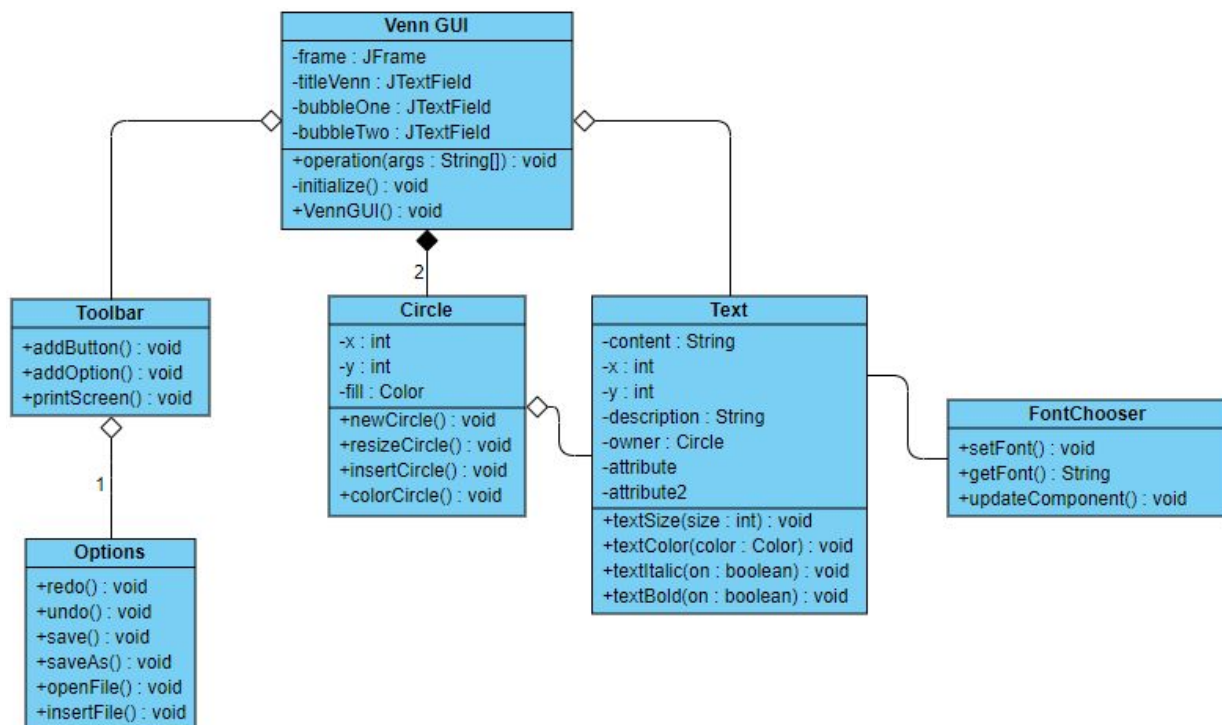 Venn GUI
-frame : JFrame
-titleVenn : JTextField
-bubbleOne : JTextField
-bubbleTwo : JTextField
+operation(args : String[]) : void
-initialize() : void
+VennGUI() : void
2
Toolbar
+addButton() : void
+addOption() : void
+printScreen() : void
1
Options
+redo() : void
+undo() : void
+save() : void
+saveAs() : void
+openFile() : void
+insertFile() : void
Circle
-x : int
-y : int
-fill : Color
+newCircle() : void
+resizeCircle() : void
+insertCircle() : void
+colorCircle() : void
Text
-content : String
-x : int
-y : int
-description : String
-owner : Circle
-attribute
-attribute2
+textSize(size : int) : void
+textColor(color : Color) : void
+textItalic(on : boolean) : void
+textBold(on : boolean) : void
FontChooser
+setFont() : void
+getFont() : String
+updateComponent() : void